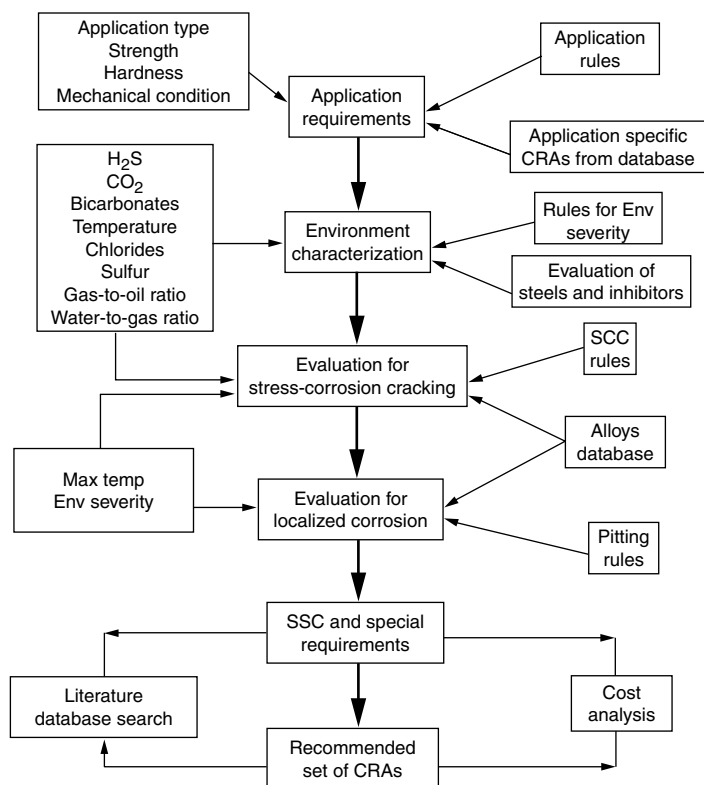 Application type
Strength
Hardness
Mechanical condition
Application
rules
Application
requirements
Application specific
CRAs from database
H₂S
CO₂
Bicarbonates
Temperature
Chlorides
Sulfur
Gas-to-oil ratio
Water-to-gas ratio
Environment
characterization
Rules for Env
severity
Evaluation of
steels and inhibitors
Evaluation for
stress-corrosion cracking
SCC
rules
Alloys
database
Max temp
Env severity
Evaluation for
localized corrosion
Pitting
rules
SSC and special
requirements
Literature
database search
Cost
analysis
Recommended
set of CRAs